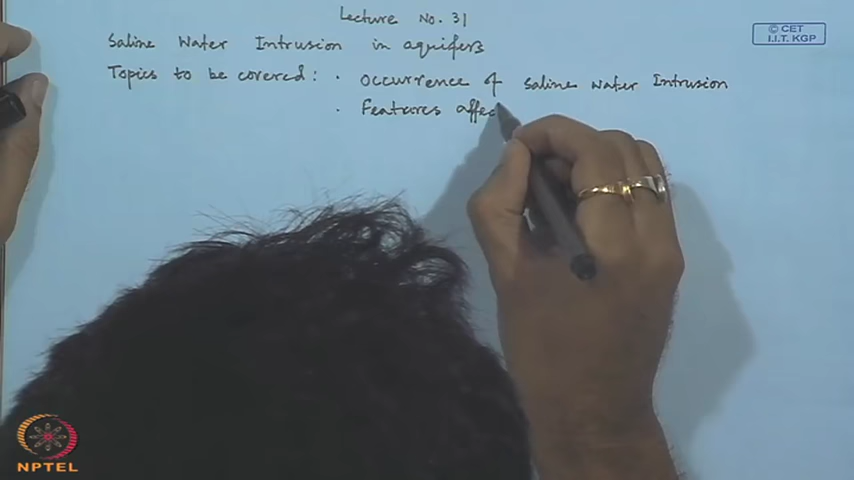 Lecture No. 31
© CET
I.I.T. KGP
Saline Water Intrusion in aquifers
Topics to be covered : . Occurrence of Saline water Intrusion
. Features affec
NPTEL